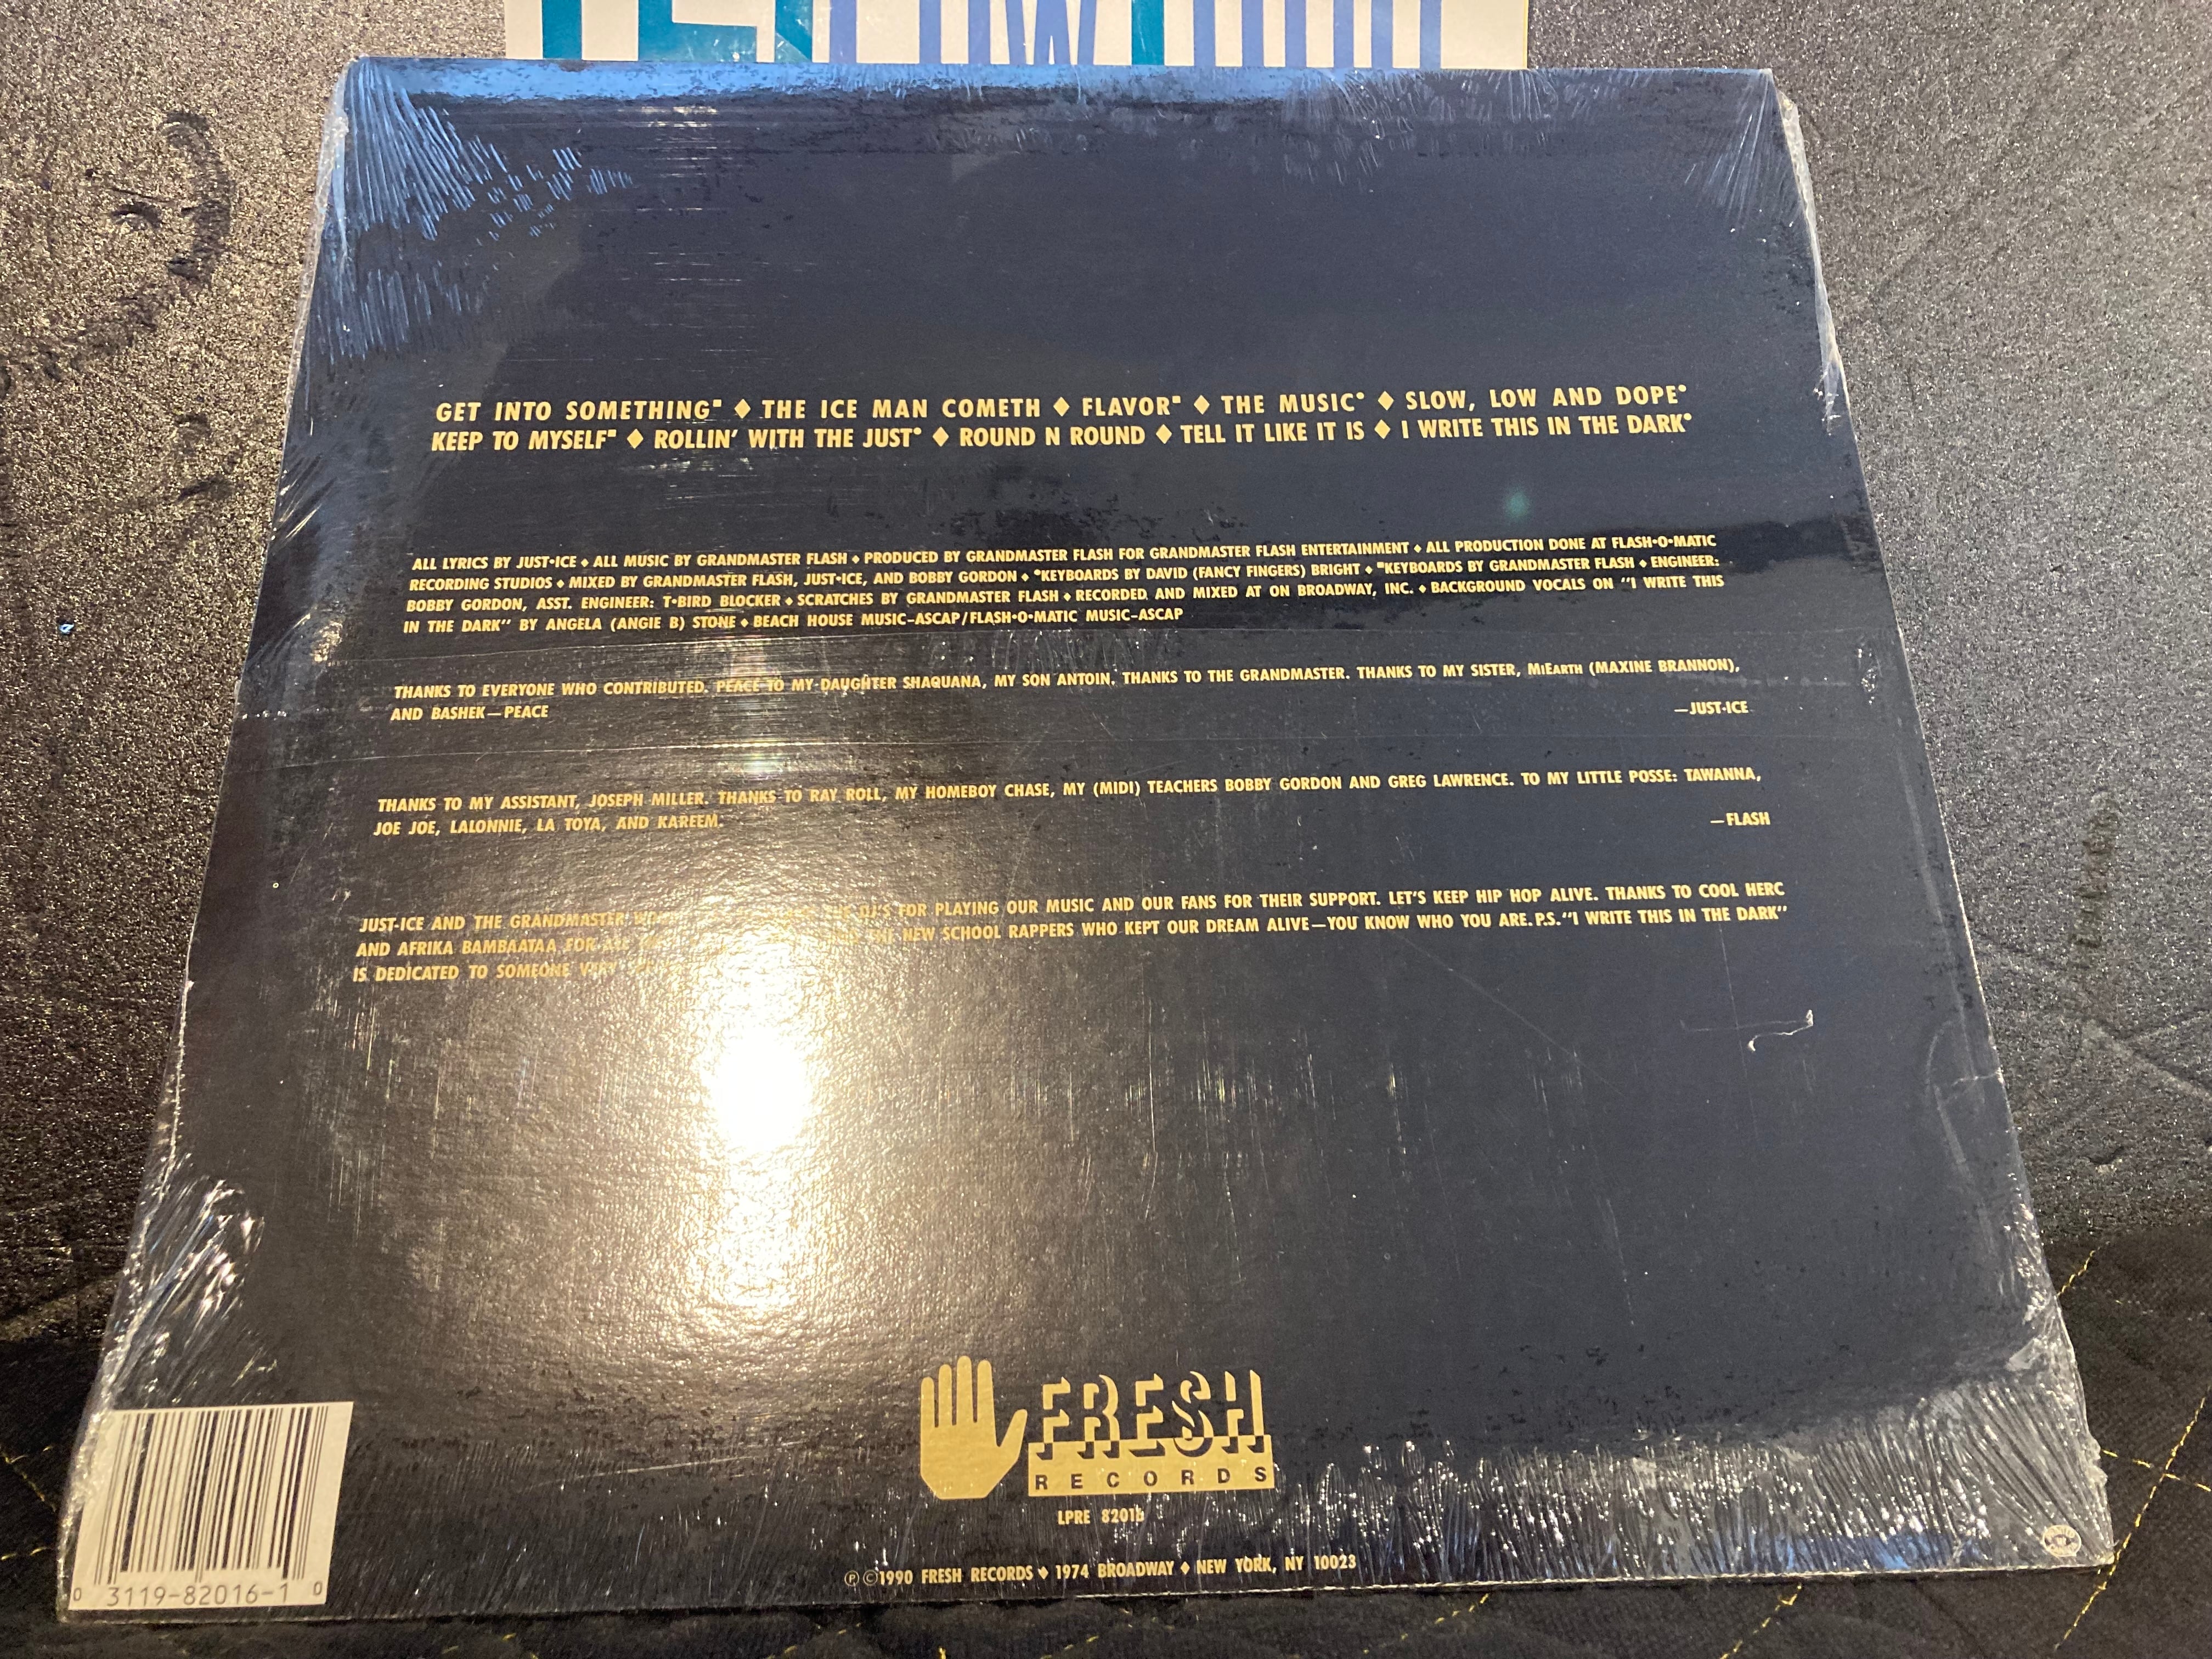 GET INTO SOMETHING■ ♦ THE ICE MAN COMETH ♦ FLAVOR■ ♦ THE MUSIC● ♦ SLOW, LOW AND DOPE●
KEEP TO MYSELF■ ♦ ROLLIN' WITH THE JUST● ♦ ROUND N ROUND ♦ TELL IT LIKE IT IS ♦ I WRITE THIS IN THE DARK●
ALL LYRICS BY JUST•ICE ♦ ALL MUSIC BY GRANDMASTER FLASH ♦ PRODUCED BY GRANDMASTER FLASH FOR GRANDMASTER FLASH ENTERTAINMENT ♦ ALL PRODUCTION DONE AT FLASH•O•MATIC
RECORDING STUDIOS ♦ MIXED BY GRANDMASTER FLASH, JUST•ICE, AND BOBBY GORDON ♦ ●KEYBOARDS BY DAVID (FANCY FINGERS) BRIGHT ♦ ■KEYBOARDS BY GRANDMASTER FLASH ♦ ENGINEER:
BOBBY GORDON, ASST. ENGINEER: T•BIRD BLOCKER ♦ SCRATCHES BY GRANDMASTER FLASH ♦ RECORDED AND MIXED AT ON BROADWAY, INC. ♦ BACKGROUND VOCALS ON "I WRITE THIS
IN THE DARK" BY ANGELA (ANGIE B) STONE ♦ BEACH HOUSE MUSIC–ASCAP/FLASH•O•MATIC MUSIC–ASCAP
THANKS TO EVERYONE WHO CONTRIBUTED. PEACE TO MY DAUGHTER SHAQUANA, MY SON ANTOIN. THANKS TO THE GRANDMASTER. THANKS TO MY SISTER, MiEarth (MAXINE BRANNON),
AND BASHEK—PEACE
—JUST-ICE
THANKS TO MY ASSISTANT, JOSEPH MILLER. THANKS TO RAY ROLL, MY HOMEBOY CHASE, MY (MIDI) TEACHERS BOBBY GORDON AND GREG LAWRENCE. TO MY LITTLE POSSE: TAWANNA,
JOE JOE, LALONNIE, LA TOYA, AND KAREEM.
—FLASH
JUST-ICE AND THE GRANDMASTER DJ'S FOR PLAYING OUR MUSIC AND OUR FANS FOR THEIR SUPPORT. LET'S KEEP HIP HOP ALIVE. THANKS TO COOL HERC
AND AFRIKA BAMBAATAA FOR NEW SCHOOL RAPPERS WHO KEPT OUR DREAM ALIVE—YOU KNOW WHO YOU ARE. P.S. "I WRITE THIS IN THE DARK"
IS DEDICATED TO SOMEONE
FRESH
RECORDS
LPRE 82016
℗ ©1990 FRESH RECORDS ♦ 1974 BROADWAY ♦ NEW YORK, NY 10023
0 3119-82016-1 0